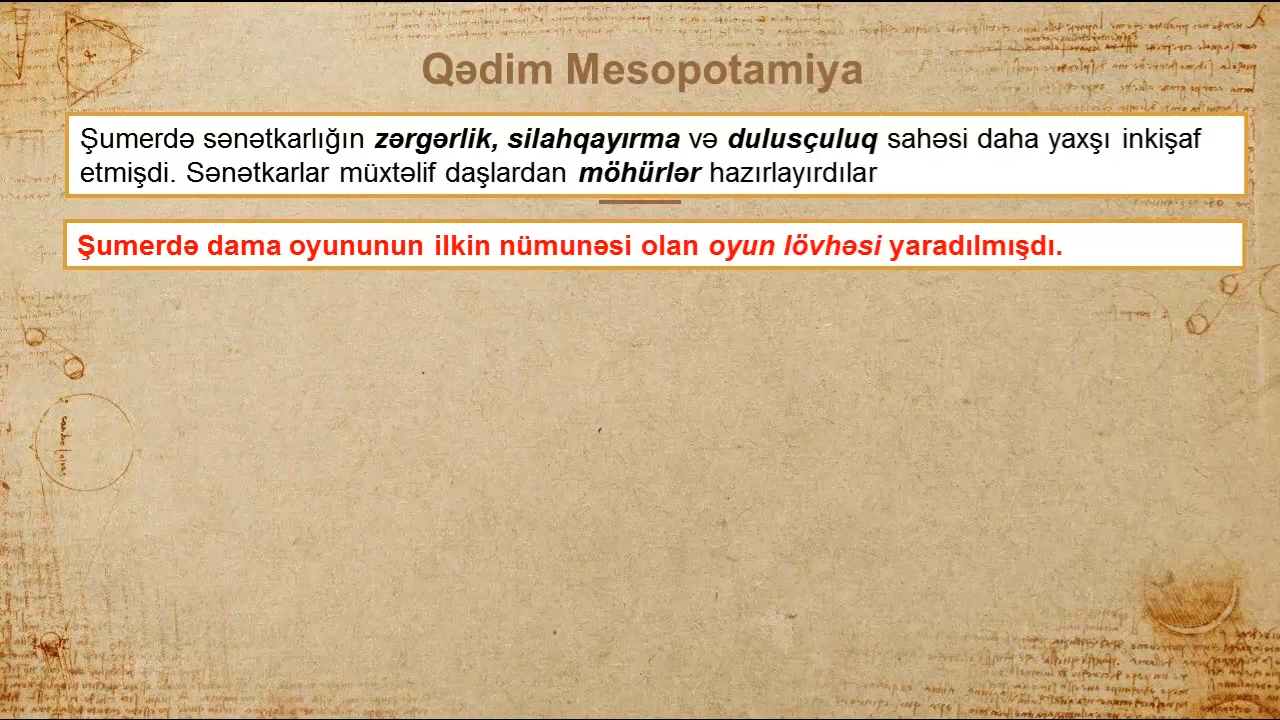 Qədim Mesopotamiya
Şumerdə sənətkarlığın zərgərlik, silahqayırma və dulusçuluq sahəsi daha yaxşı inkişaf
etmişdi. Sənətkarlar müxtəlif daşlardan möhürlər hazırlayırdılar
Şumerdə dama oyununun ilkin nümunəsi olan oyun lövhəsi yaradılmışdı.